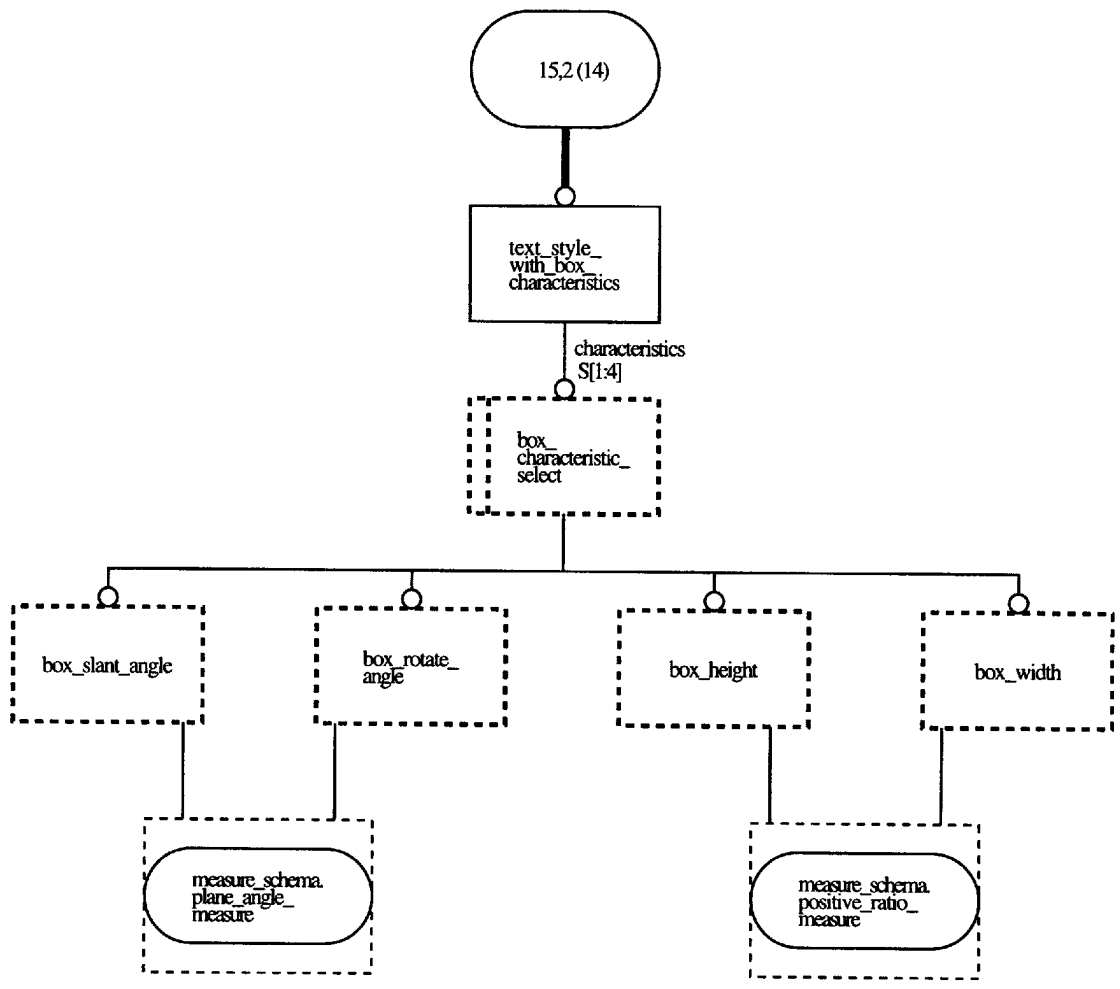 15,2 (14)
text_style_
with_box_
characteristics
characteristics
S[1:4]
box_
characteristic_
select
box_slant_angle
box_rotate_
angle
box_height
box_width
measure_schema.
plane_angle_
measure
measure_schema.
positive_ratio_
measure